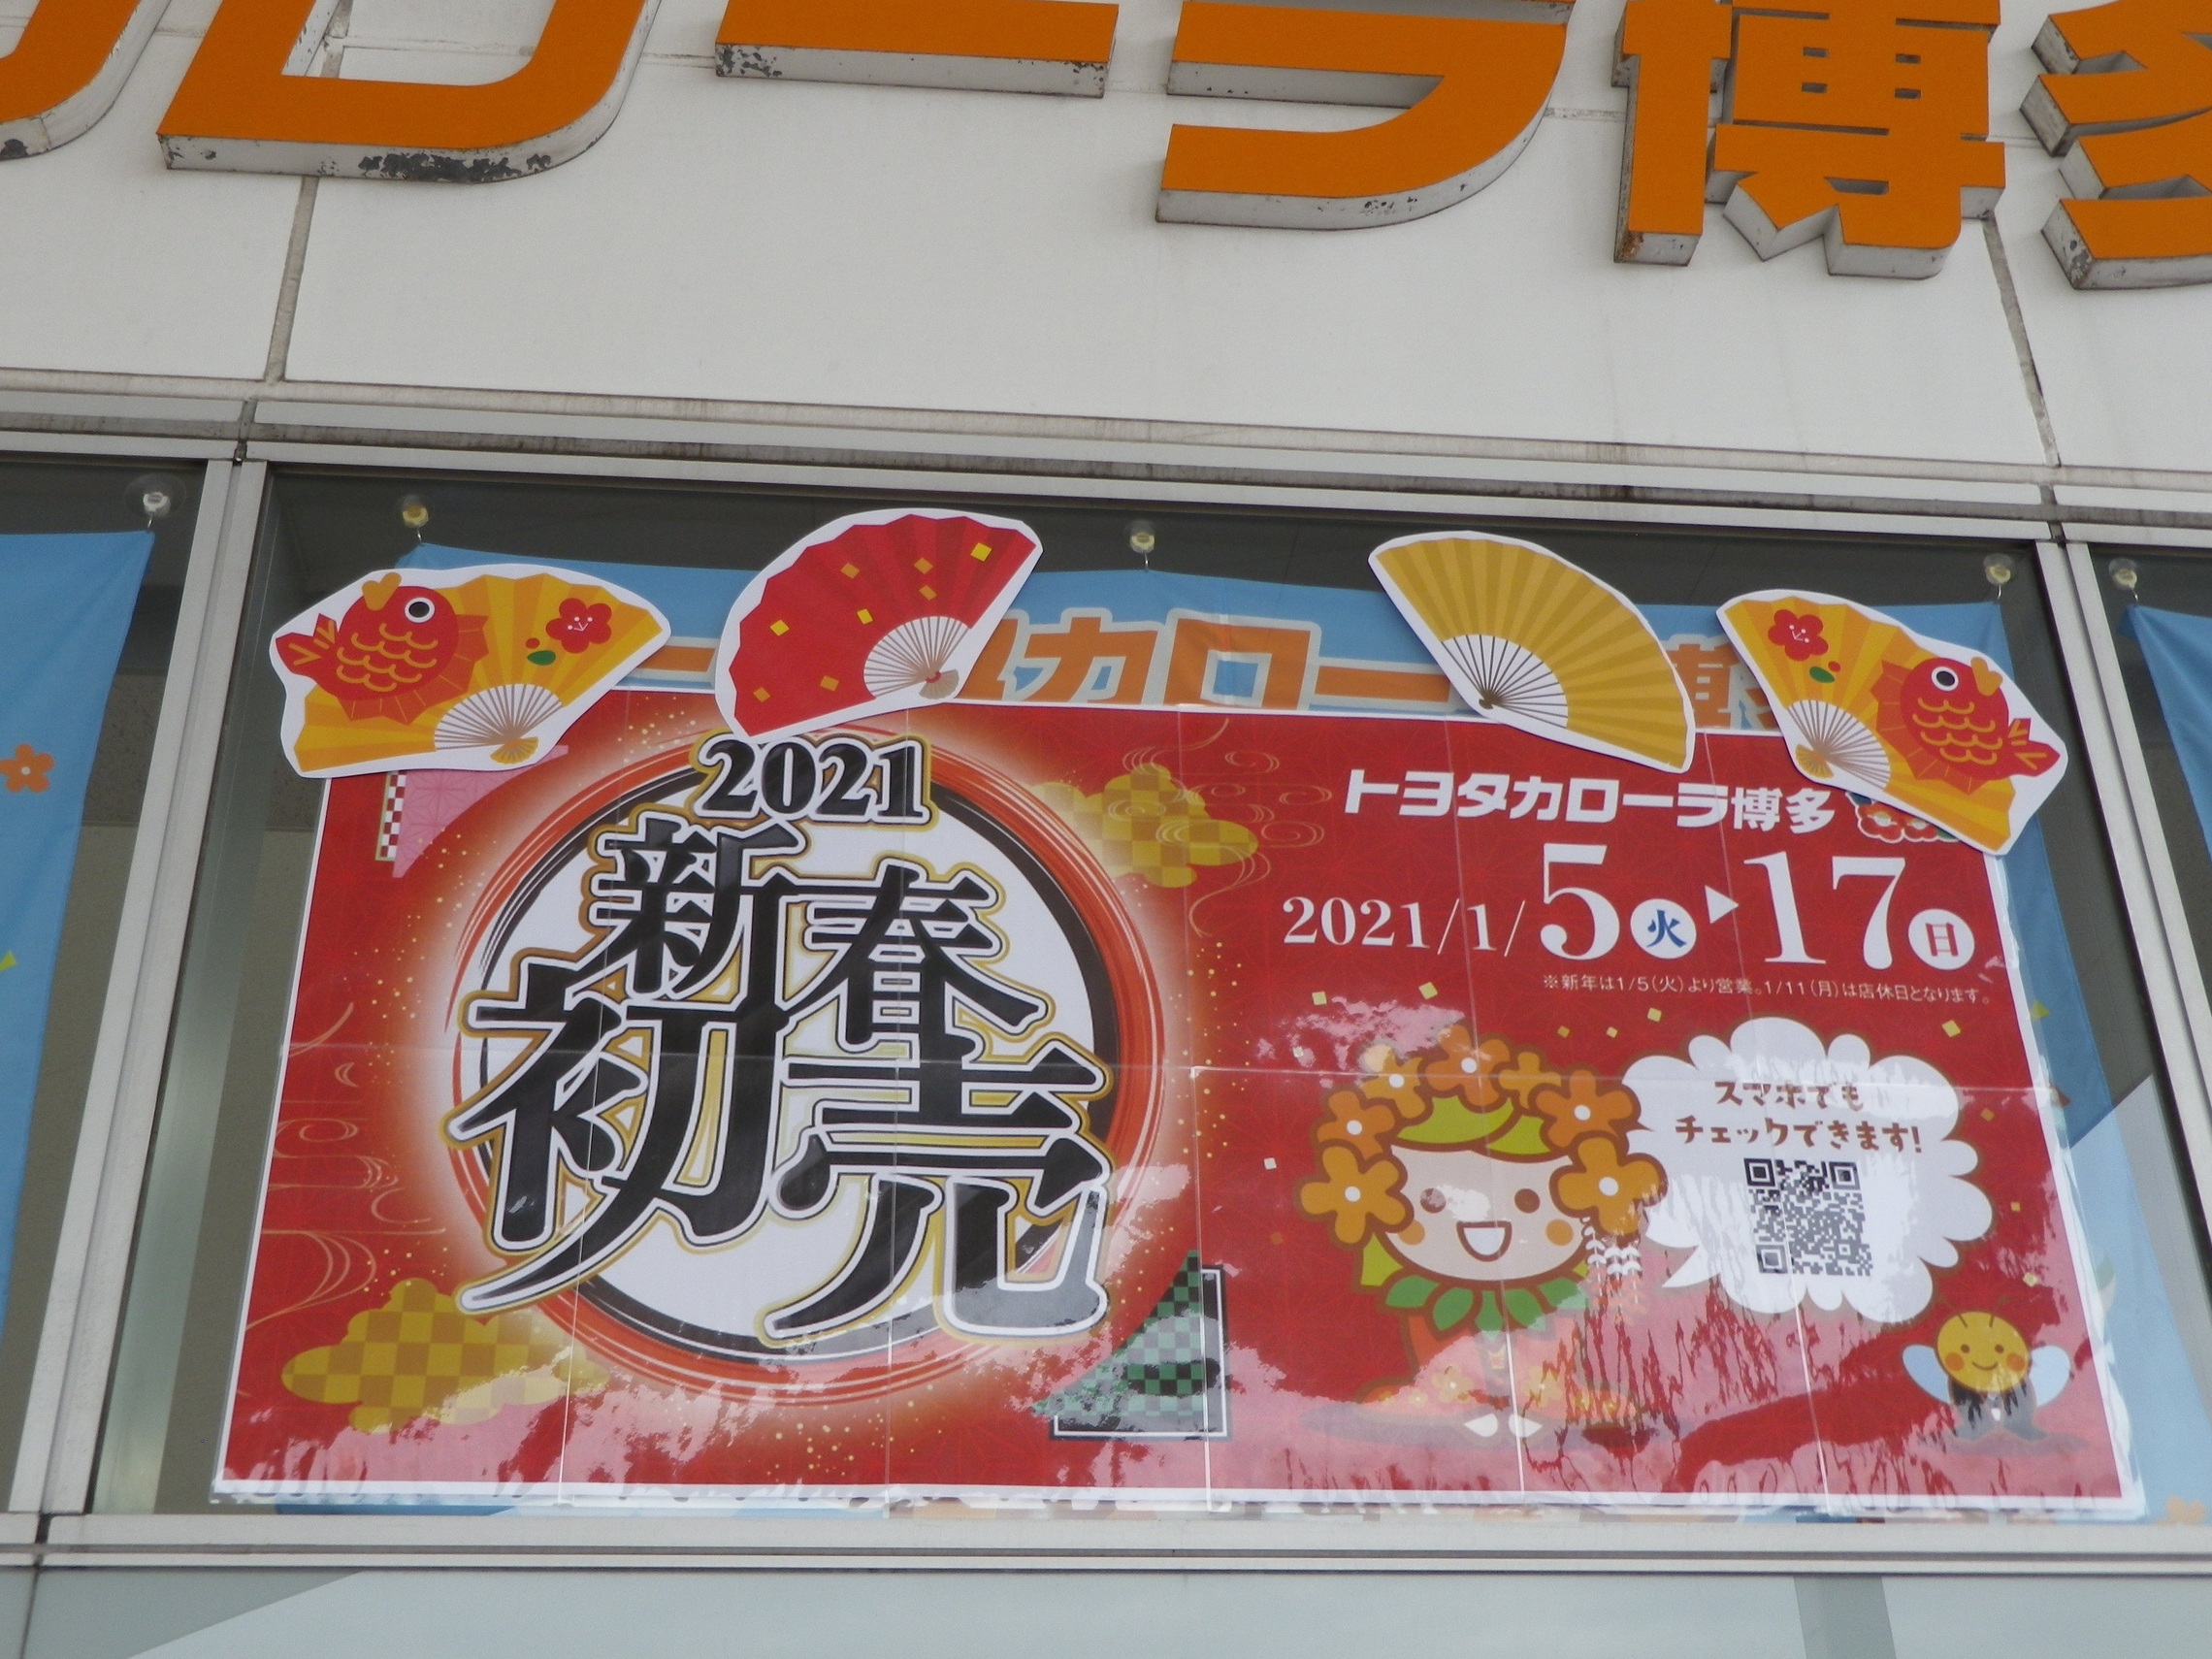 ローラ博多
カロー
2021
新春
初売
トヨタカローラ博多
2021/1/5火▶17日
※新年は1/5(火)より営業。1/11(月)は店休日となります。
スマホでも
チェックできます!